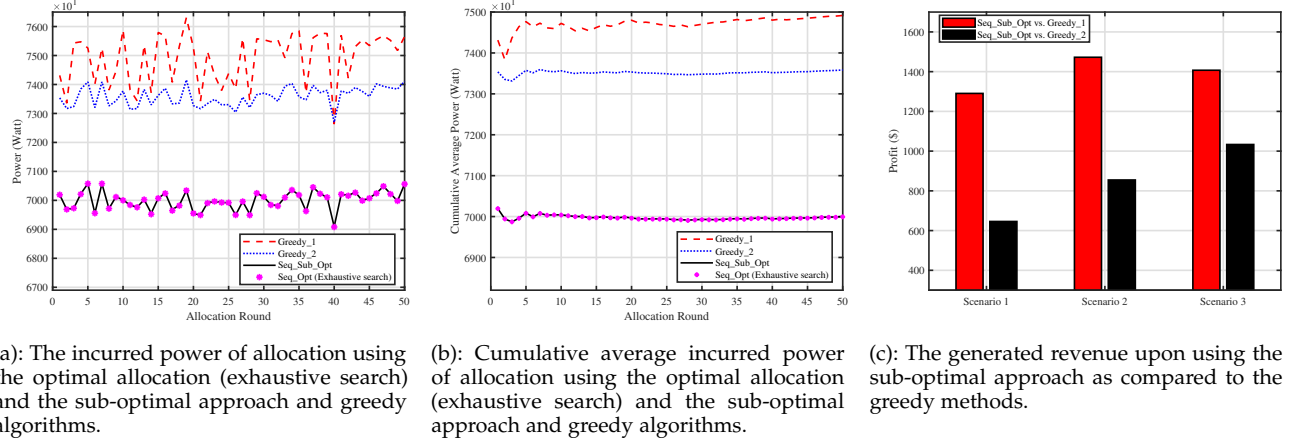 ×10¹
7600
7500
7400
7300
7200
7100
7000
6900
6800
6700
Power (Watt)
0
5
10
15
20
25
30
35
40
45
50
Allocation Round
Greedy_1
Greedy_2
Seq_Sub_Opt
Seq_Opt (Exhaustive search)
×10¹
7500
7400
7300
7200
7100
7000
6900
Cumulative Average Power (Watt)
0
5
10
15
20
25
30
35
40
45
50
Allocation Round
Greedy_1
Greedy_2
Seq_Sub_Opt
Seq_Opt (Exhaustive search)
1600
1400
1200
1000
800
600
400
Profit ($)
Seq_Sub_Opt vs. Greedy_1
Seq_Sub_Opt vs. Greedy_2
Scenario 1
Scenario 2
Scenario 3
a): The incurred power of allocation using
the optimal allocation (exhaustive search)
and the sub-optimal approach and greedy
algorithms.
(b): Cumulative average incurred power
of allocation using the optimal allocation
(exhaustive search) and the sub-optimal
approach and greedy algorithms.
(c): The generated revenue upon using the
sub-optimal approach as compared to the
greedy methods.